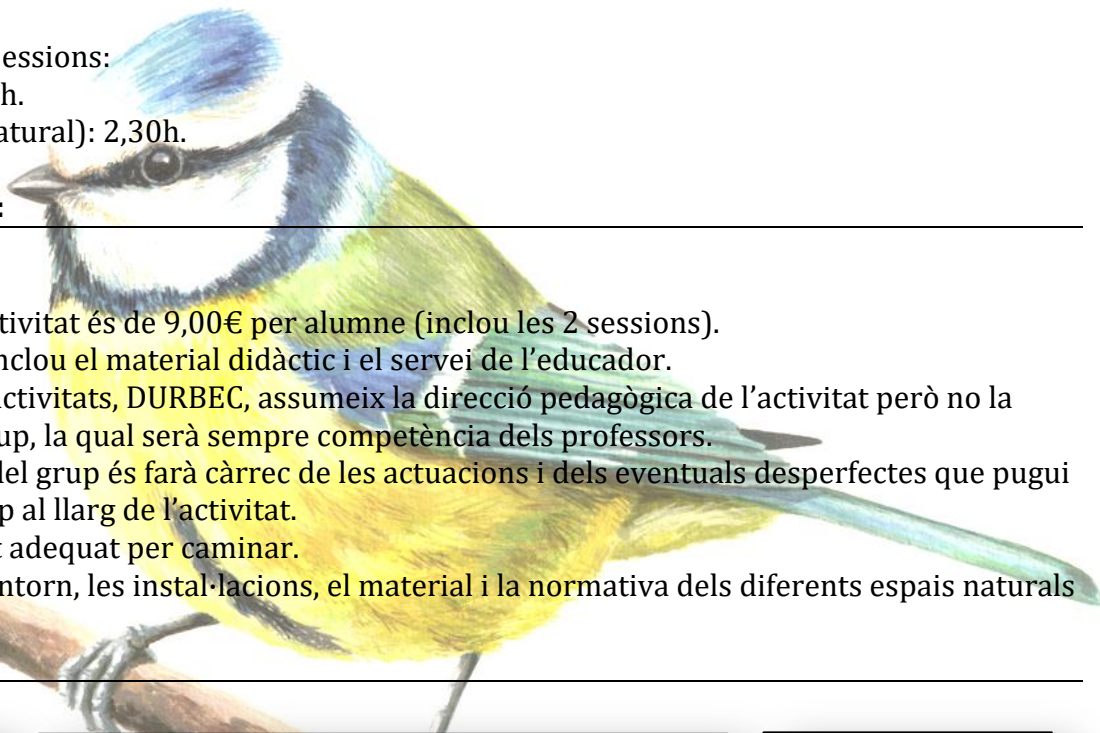 essions:
h.
atural): 2,30h.
:
tivitat és de 9,00€ per alumne (inclou les 2 sessions).
nclou el material didàctic i el servei de l’educador.
ctivitats, DURBEC, assumeix la direcció pedagògica de l’activitat però no la
up, la qual serà sempre competència dels professors.
del grup és farà càrrec de les actuacions i dels eventuals desperfectes que pugui
p al llarg de l’activitat.
t adequat per caminar.
ntorn, les instal·lacions, el material i la normativa dels diferents espais naturals